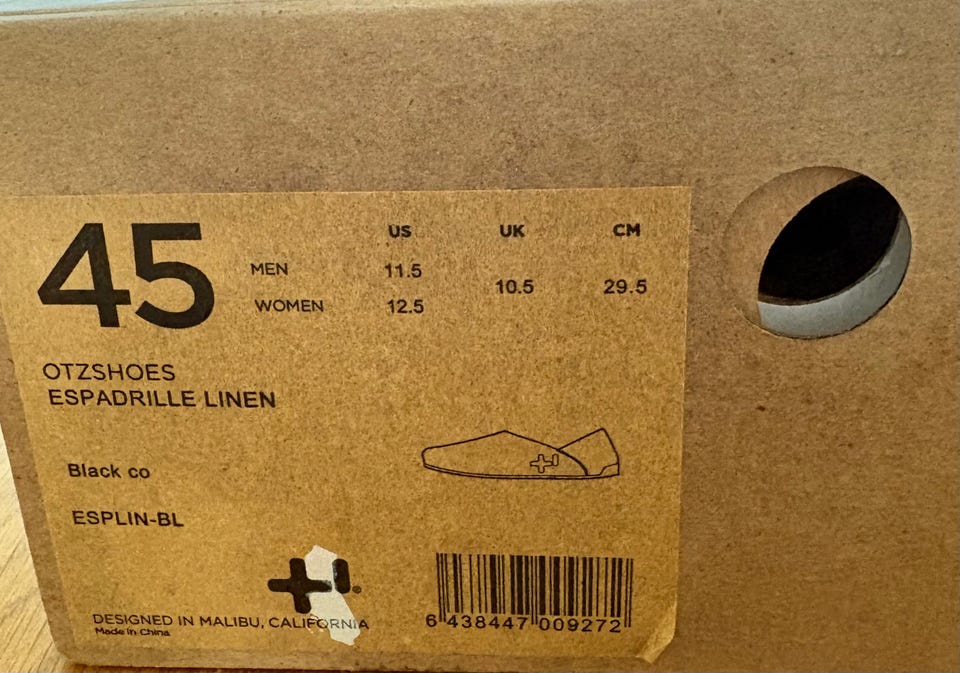 45
US UK CM
MEN 11.5
10.5 29.5
WOMEN 12.5
OTZSHOES
ESPADRILLE LINEN
Black co
ESPLIN-BL
®
DESIGNED IN MALIBU, CALIFORNIA
Made in China
6 438447 009272